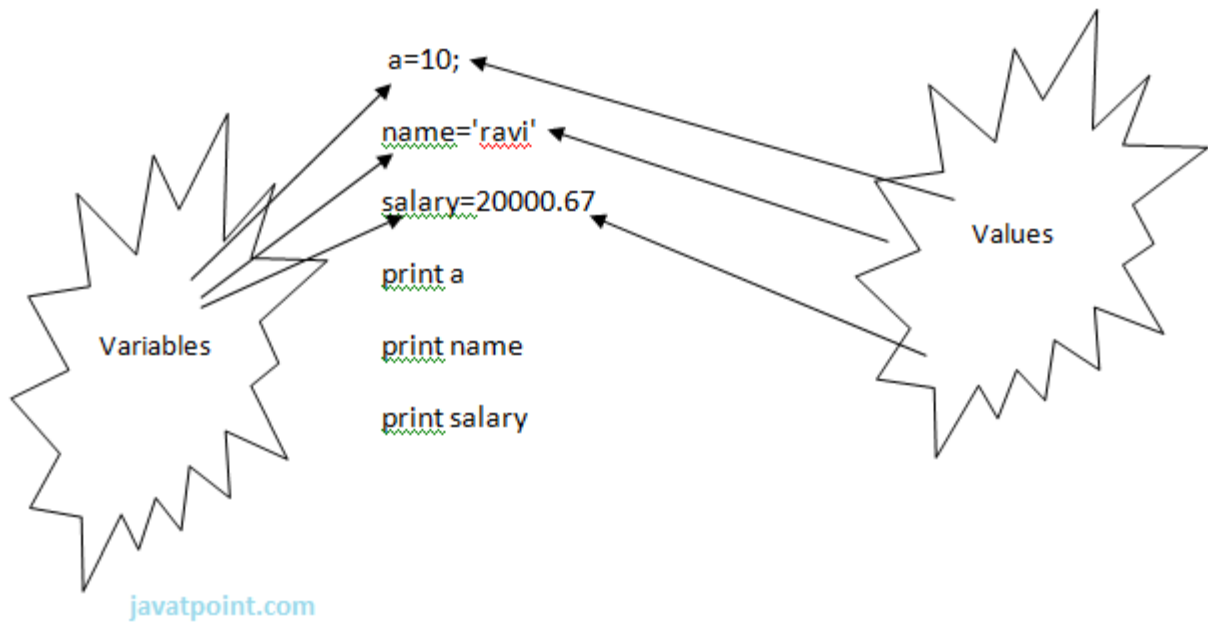 a=10;
name='ravi'
salary=20000.67
Values
print a
Variables
print name
print salary
javatpoint.com